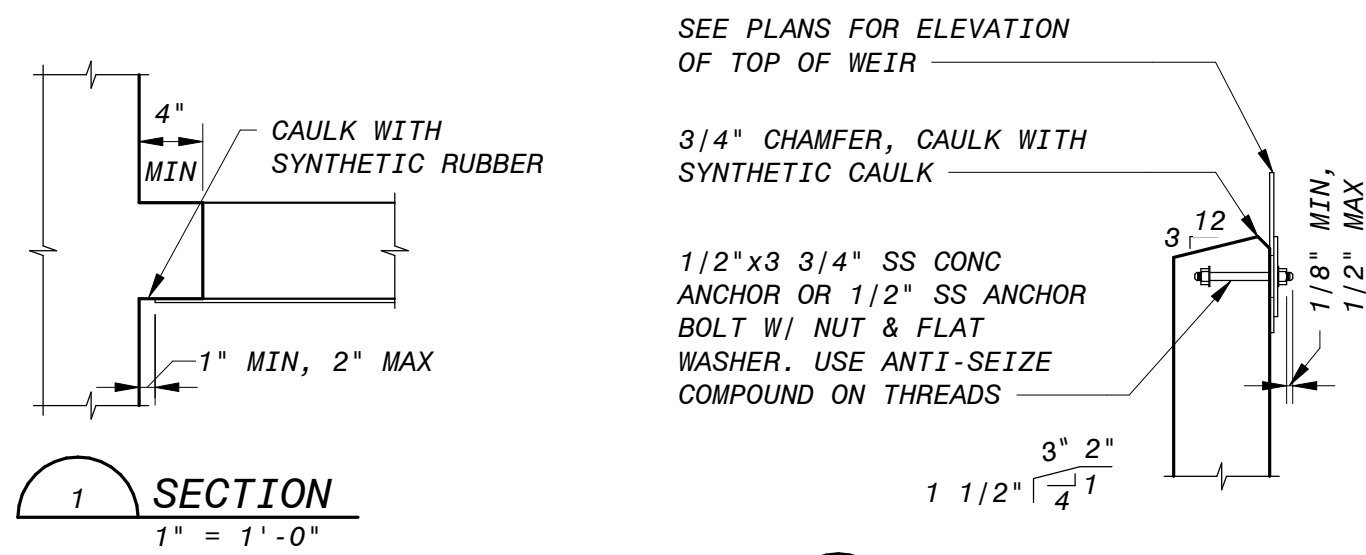 4"
MIN
CAULK WITH
SYNTHETIC RUBBER
1" MIN, 2" MAX
1
SECTION
1" = 1'-0"
SEE PLANS FOR ELEVATION
OF TOP OF WEIR
3/4" CHAMFER, CAULK WITH
SYNTHETIC CAULK
1/2"x3 3/4" SS CONC
ANCHOR OR 1/2" SS ANCHOR
BOLT W/ NUT & FLAT
WASHER. USE ANTI-SEIZE
COMPOUND ON THREADS
3 12
1/8" MIN,
1/2" MAX
3" 2"
1 1/2"
4 1